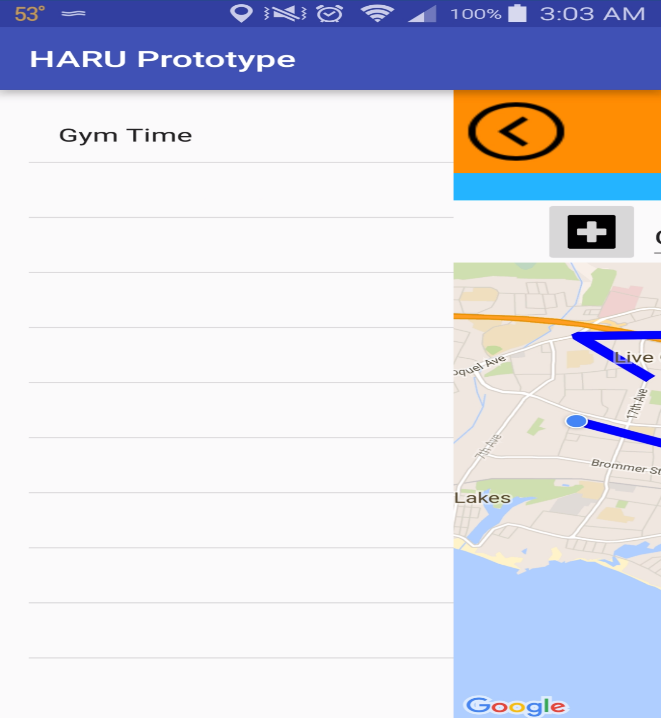 53°
100%
3:03 AM
HARU Prototype
Gym Time
Live
oquel Ave
17th Ave
7th Ave
Brommer St
Lakes
Google